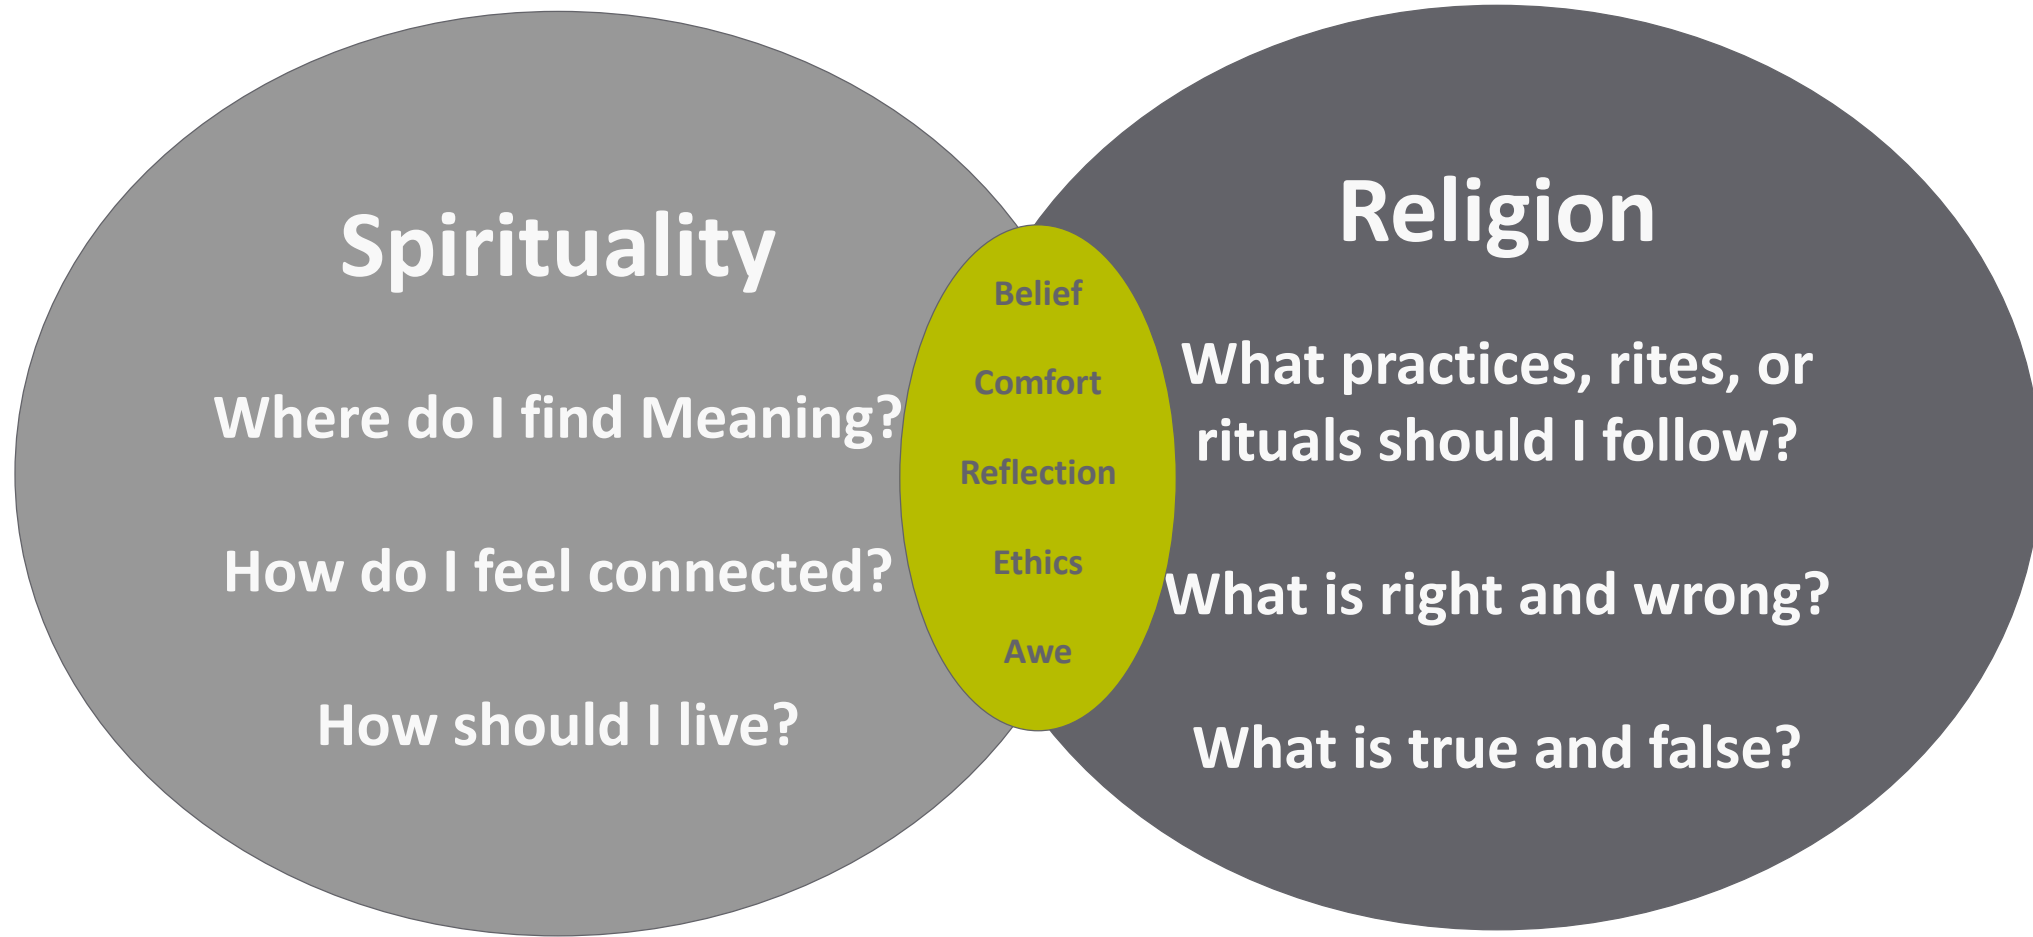 Spirituality
Where do I find Meaning?
How do I feel connected?
How should I live?
Belief
Comfort
Reflection
Ethics
Awe
Religion
What practices, rites, or
rituals should I follow?
What is right and wrong?
What is true and false?